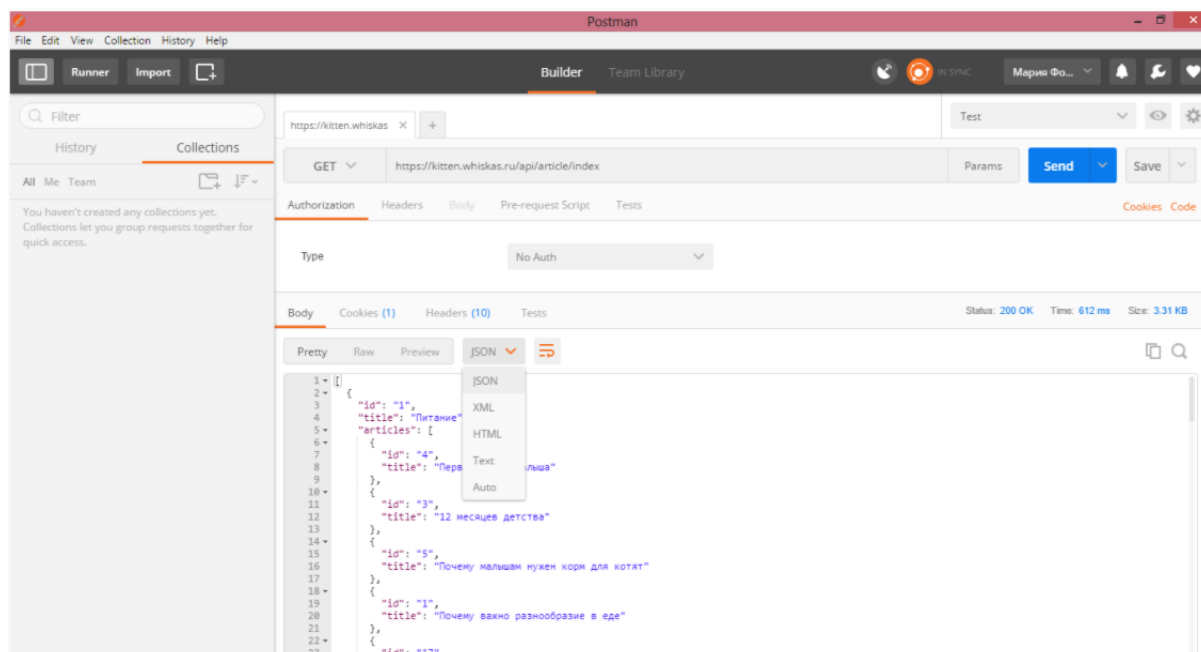 Postman
File Edit View Collection History Help
Runner Import Builder Team Library IN SYNC Мария Фо...
Filter
History Collections
All Me Team
You haven't created any collections yet.
Collections let you group requests together for
quick access.
https://kitten.whiskas × +
Test
GET https://kitten.whiskas.ru/api/article/index Params Send Save
Authorization Headers Body Pre-request Script Tests Cookies Code
Type No Auth
Body Cookies (1) Headers (10) Tests Status: 200 OK Time: 612 ms Size: 3.31 KB
Pretty Raw Preview JSON
JSON
XML
HTML
Text
Auto
1 [
2 {
3 "id": "1",
4 "title": "Питание"
5 "articles": [
6 {
7 "id": "4",
8 "title": "Перв
9 },
10 {
11 "id": "3",
12 "title": "12 месяцев детства"
13 },
14 {
15 "id": "5",
16 "title": "Почему малышам нужен корм для котят"
17 },
18 {
19 "id": "1",
20 "title": "Почему важно разнообразие в еде"
21 },
22 {
23 "id": "17"